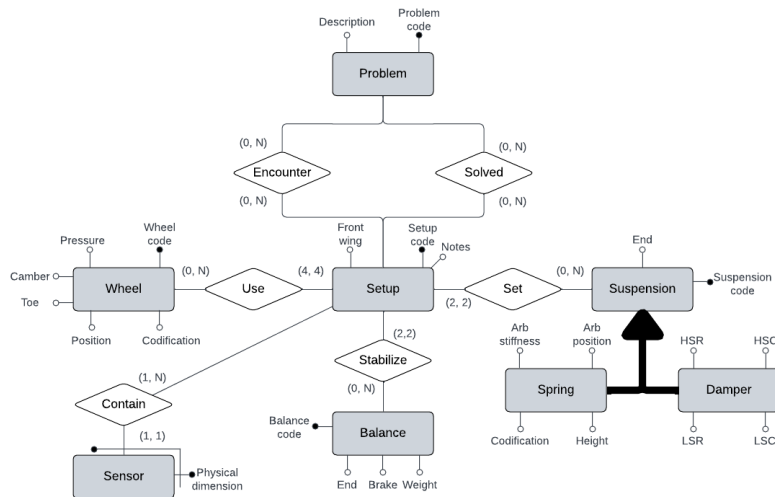 Description
Problem
code
Problem
(0, N)
(0, N)
Encounter
Solved
(0, N)
(0, N)
Pressure
Wheel
code
Front
wing
Setup
code
Notes
End
Camber
Toe
Wheel
(0, N)
Use
(4, 4)
Setup
(2, 2)
Set
(0, N)
Suspension
Suspension
code
Position
Codification
(2,2)
Stabilize
(0, N)
Arb
stiffness
Arb
position
HSR
HSC
(1, N)
Contain
(1, 1)
Spring
Damper
Balance
code
Balance
Codification
Height
LSR
LSC
Sensor
Physical
dimension
End
Brake
Weight